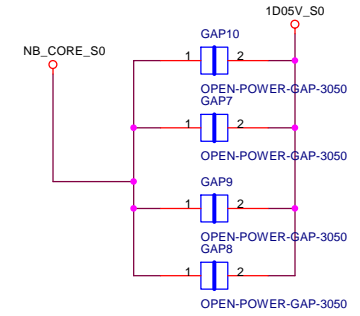 1D05V_S0
NB_CORE_S0
GAP10
1 2
OPEN-POWER-GAP-3050
GAP7
1 2
OPEN-POWER-GAP-3050
GAP9
1 2
OPEN-POWER-GAP-3050
GAP8
1 2
OPEN-POWER-GAP-3050